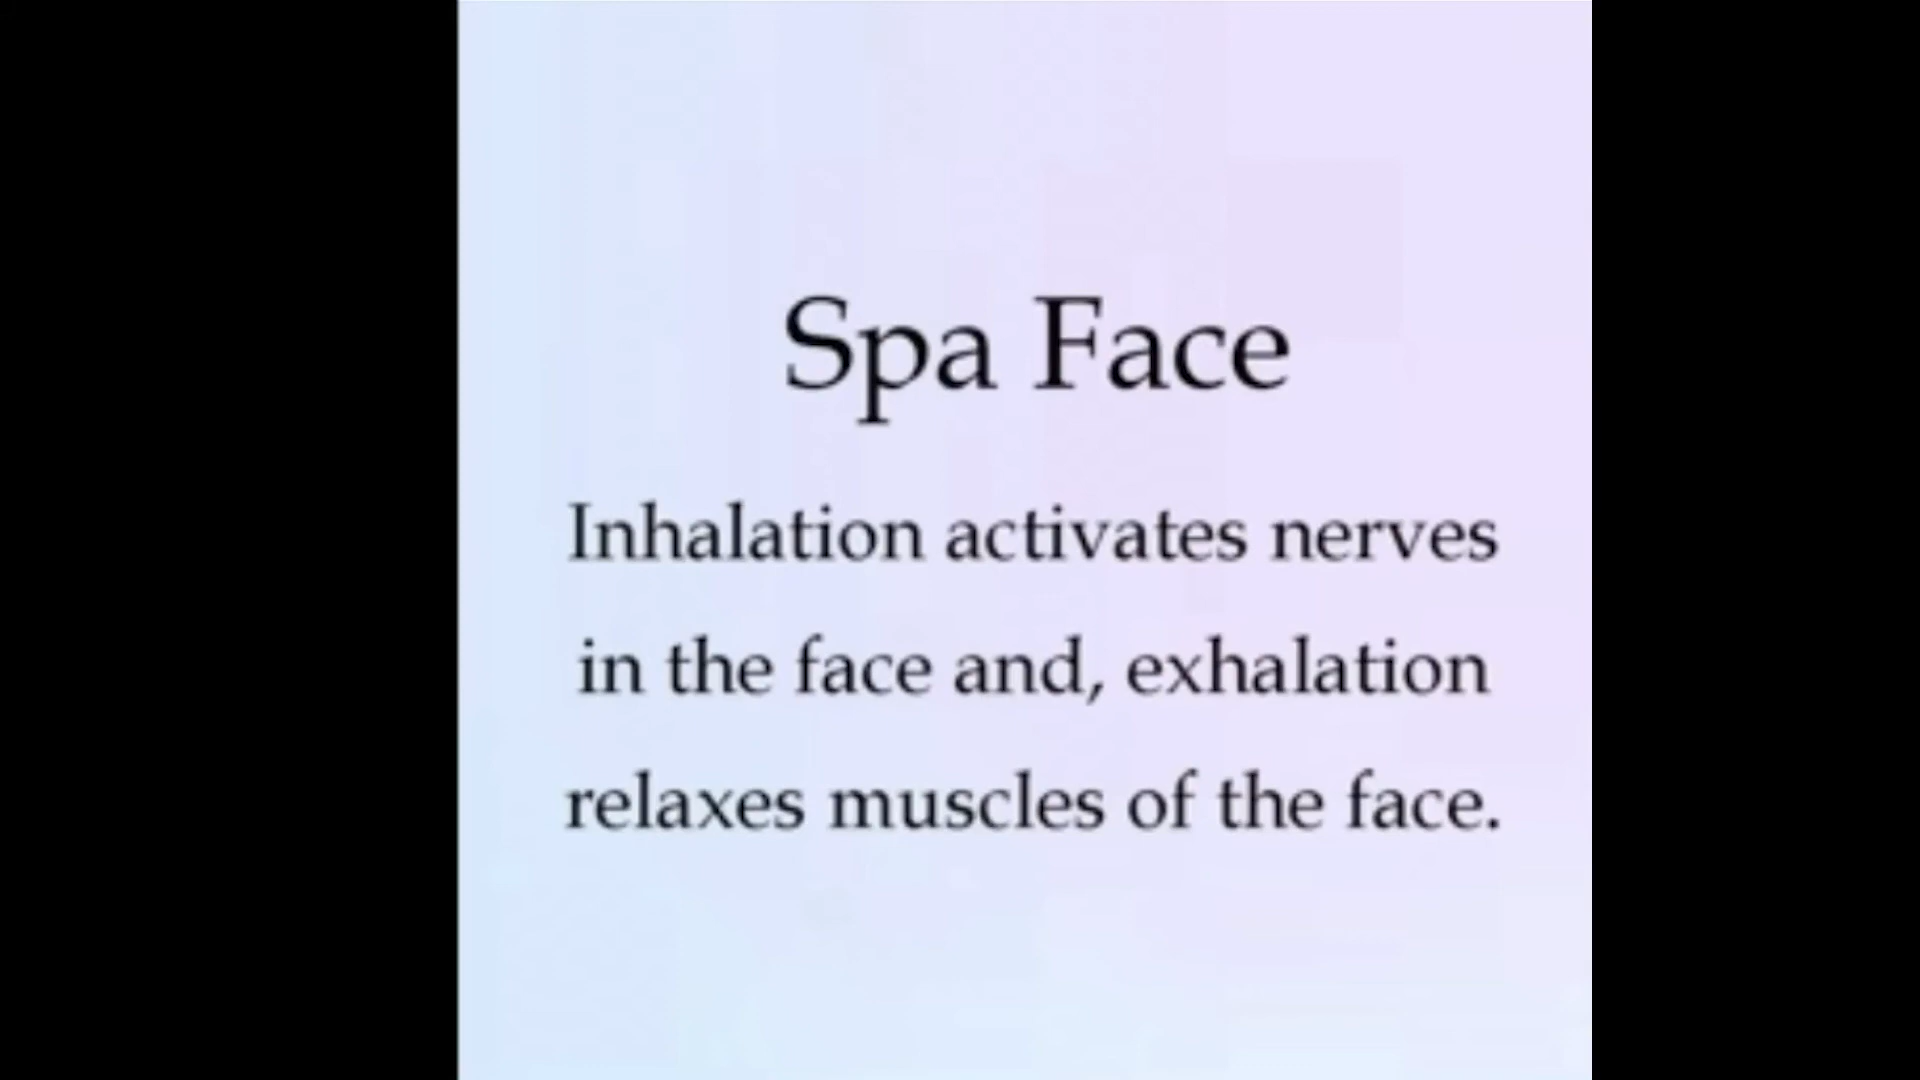 Spa Face
Inhalation activates nerves
in the face and, exhalation
relaxes muscles of the face.